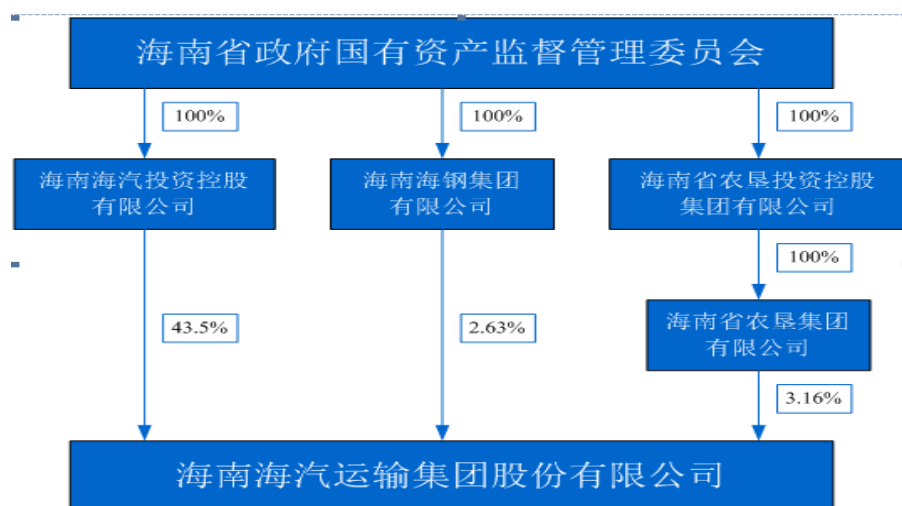 海南省政府国有资产监督管理委员会
100%
100%
100%
海南海汽投资控股
有限公司
海南海钢集团
有限公司
海南省农垦投资控股
集团有限公司
100%
43.5%
2.63%
海南省农垦集团
有限公司
3.16%
海南海汽运输集团股份有限公司